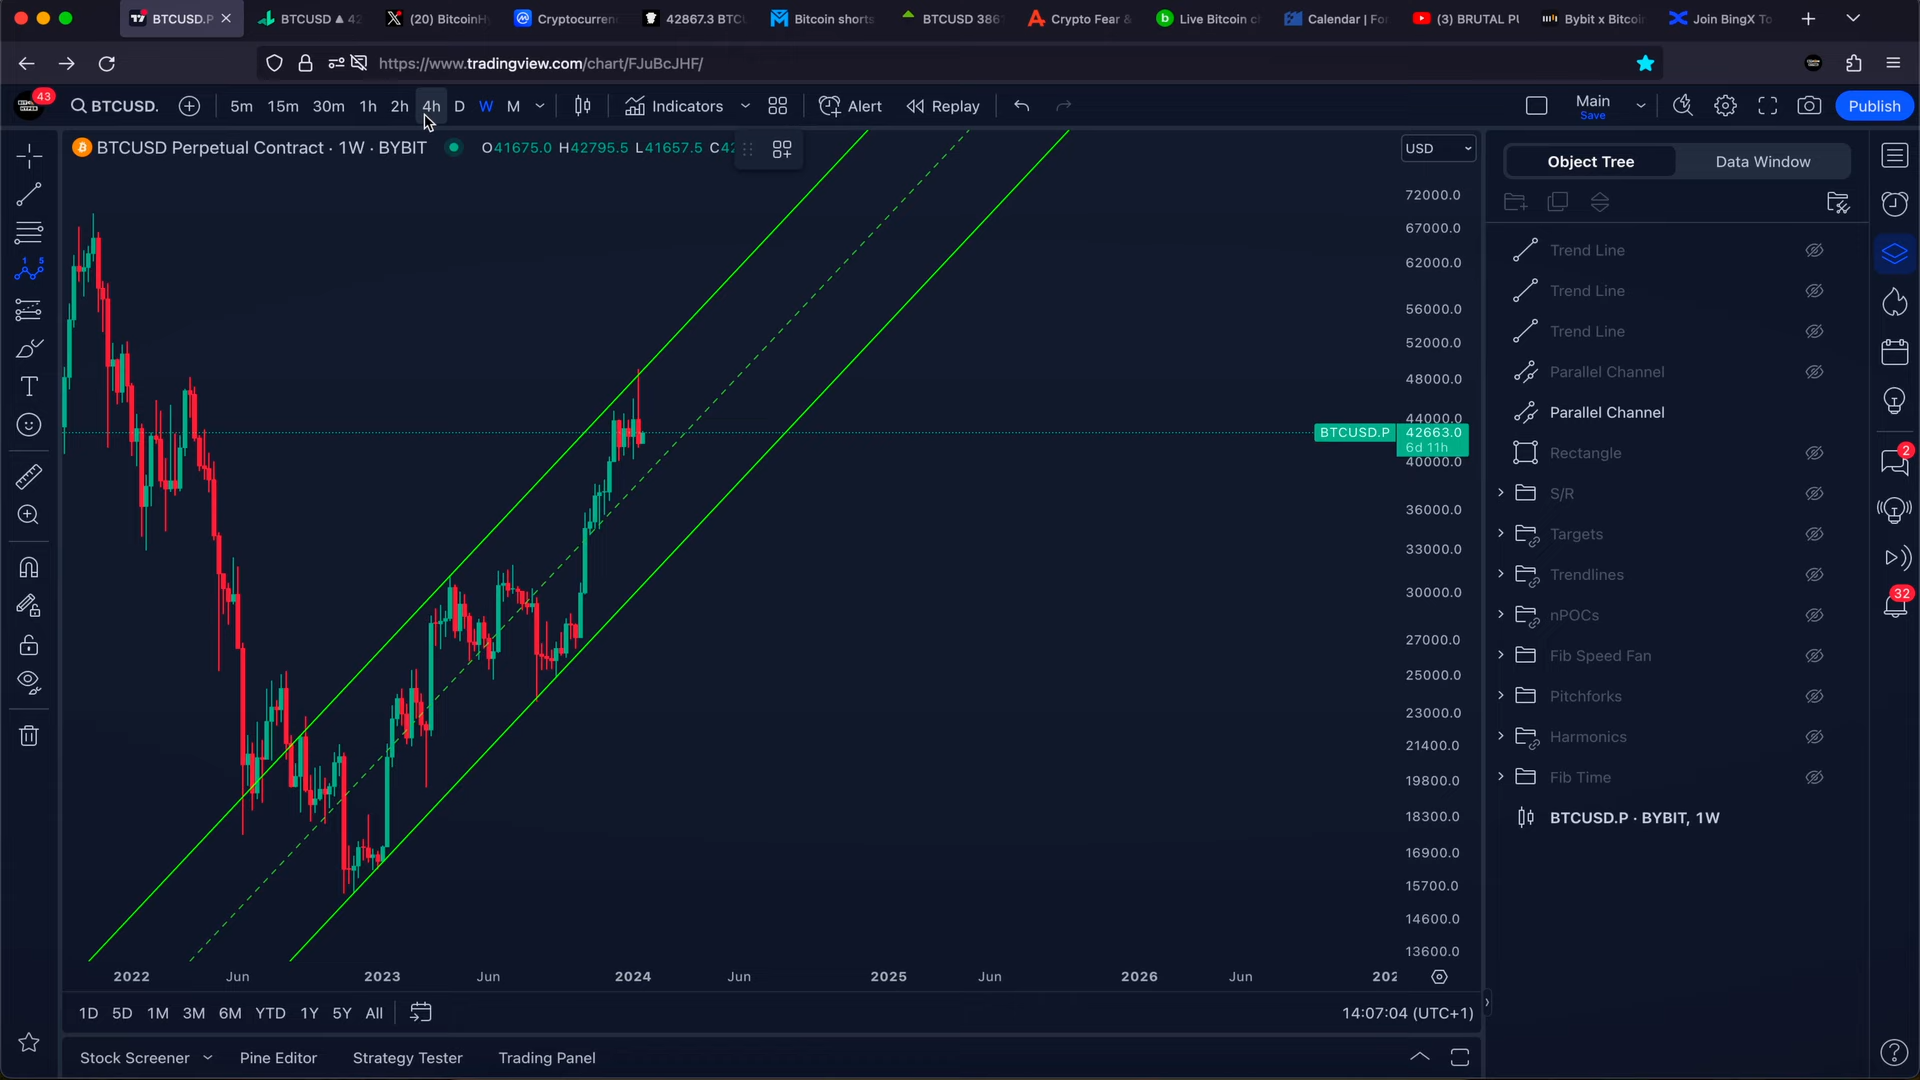 BTCUSD.P
BTCUSD ▲ 42
(20) BitcoinHy
Cryptocurren
42867.3 BTC
Bitcoin shorts
BTCUSD 386
Crypto Fear &
Live Bitcoin c
Calendar | Fo
(3) BRUTAL PU
Bybit x Bitcoi
Join BingX To
https://www.tradingview.com/chart/FJuBcJHF/
43
BTCUSD.
5m
15m
30m
1h
2h
4h
D
W
M
Indicators
Alert
Replay
Main
Save
Publish
BTCUSD Perpetual Contract · 1W · BYBIT
O41675.0 H42795.5 L41657.5 C42
USD
72000.0
67000.0
62000.0
56000.0
52000.0
48000.0
44000.0
BTCUSD.P
42663.0
6d 11h
40000.0
36000.0
33000.0
30000.0
27000.0
25000.0
23000.0
21400.0
19800.0
18300.0
16900.0
15700.0
14600.0
13600.0
2022
Jun
2023
Jun
2024
Jun
2025
Jun
2026
Jun
202
1D
5D
1M
3M
6M
YTD
1Y
5Y
All
14:07:04 (UTC+1)
Stock Screener
Pine Editor
Strategy Tester
Trading Panel
Object Tree
Data Window
Trend Line
Trend Line
Trend Line
Parallel Channel
Parallel Channel
Rectangle
S/R
Targets
Trendlines
nPOCs
Fib Speed Fan
Pitchforks
Harmonics
Fib Time
BTCUSD.P · BYBIT, 1W
2
32